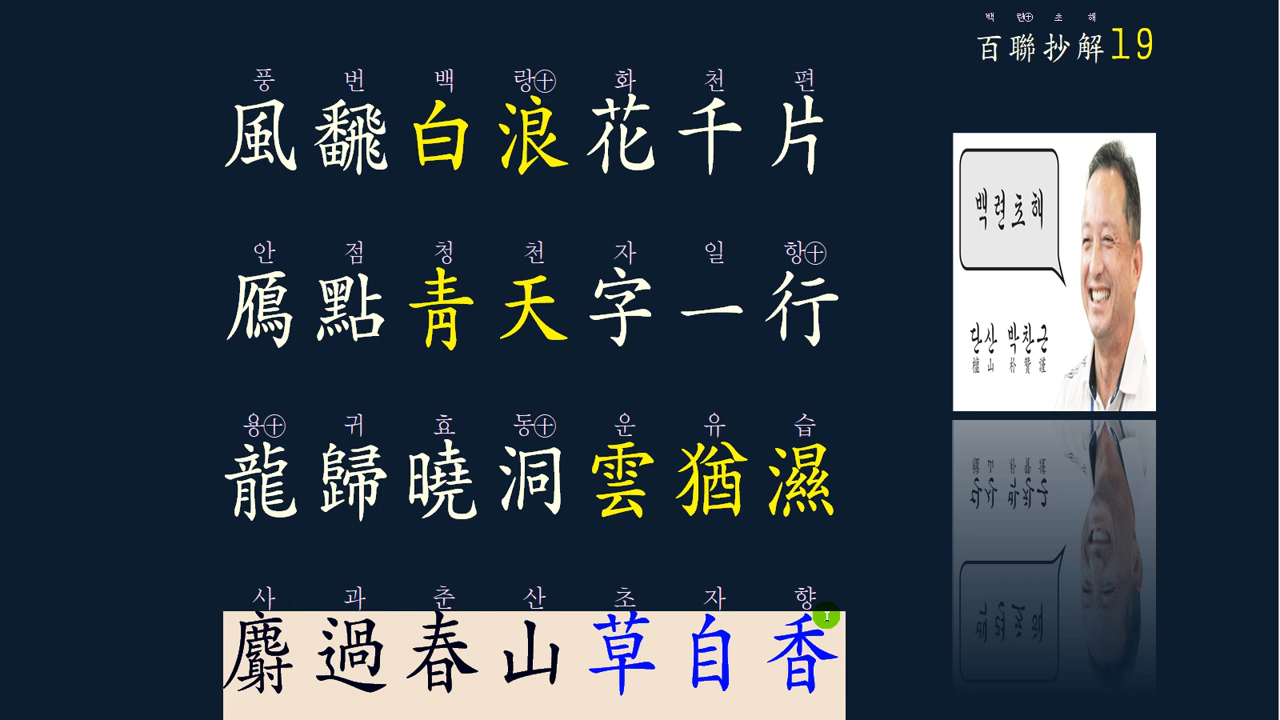 백 련㊉ 초 해
百聯抄解19
풍 번 백 랑㊉ 화 천 편
風飜白浪花千片
안 점 청 천 자 일 항㊉
鴈點靑天字一行
용㊉ 귀 효 동㊉ 운 유 습
龍歸曉洞雲猶濕
사 과 춘 산 초 자 향
麝過春山草自香
백련초해
단산 박찬근
檀山 朴贊謹